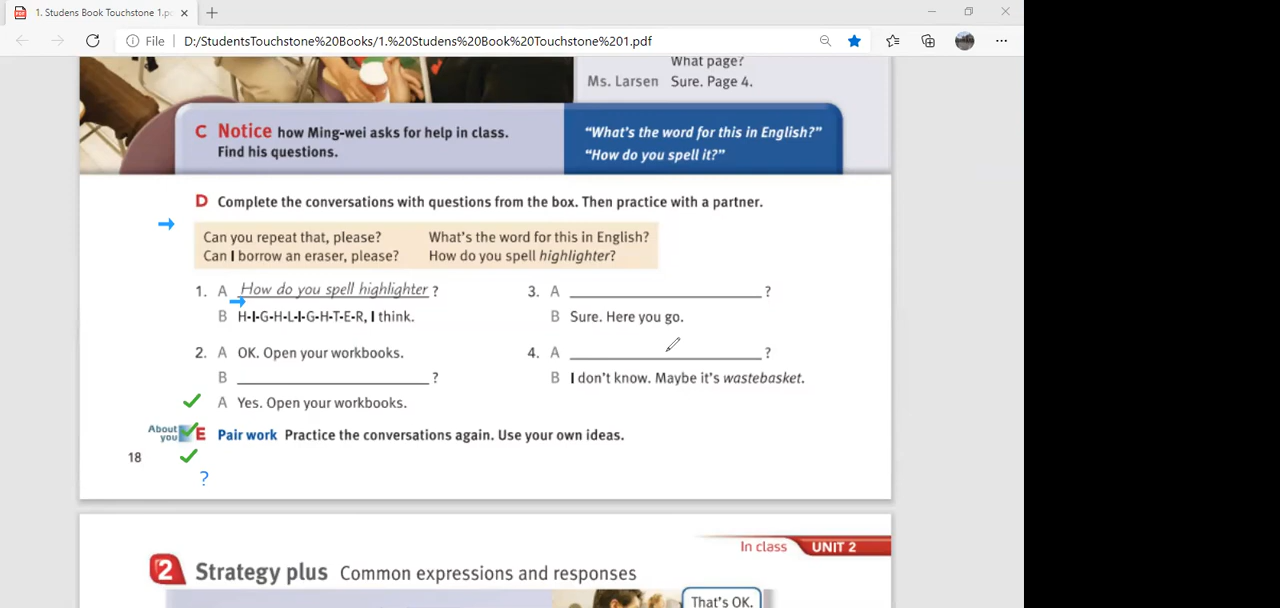 1. Studens Book Touchstone 1.pd
File | D:/StudentsTouchstone%20Books/1.%20Studens%20Book%20Touchstone%201.pdf
What page?
Ms. Larsen Sure. Page 4.
C Notice how Ming-wei asks for help in class.
Find his questions.
“What’s the word for this in English?”
“How do you spell it?”
D Complete the conversations with questions from the box. Then practice with a partner.
Can you repeat that, please? What’s the word for this in English?
Can I borrow an eraser, please? How do you spell highlighter?
1. A How do you spell highlighter ?
B H-I-G-H-L-I-G-H-T-E-R, I think.
2. A OK. Open your workbooks.
B ____________________ ?
A Yes. Open your workbooks.
3. A ____________________ ?
B Sure. Here you go.
4. A ____________________ ?
B I don’t know. Maybe it’s wastebasket.
About you E Pair work Practice the conversations again. Use your own ideas.
18
?
In class UNIT 2
2 Strategy plus Common expressions and responses
That’s OK.